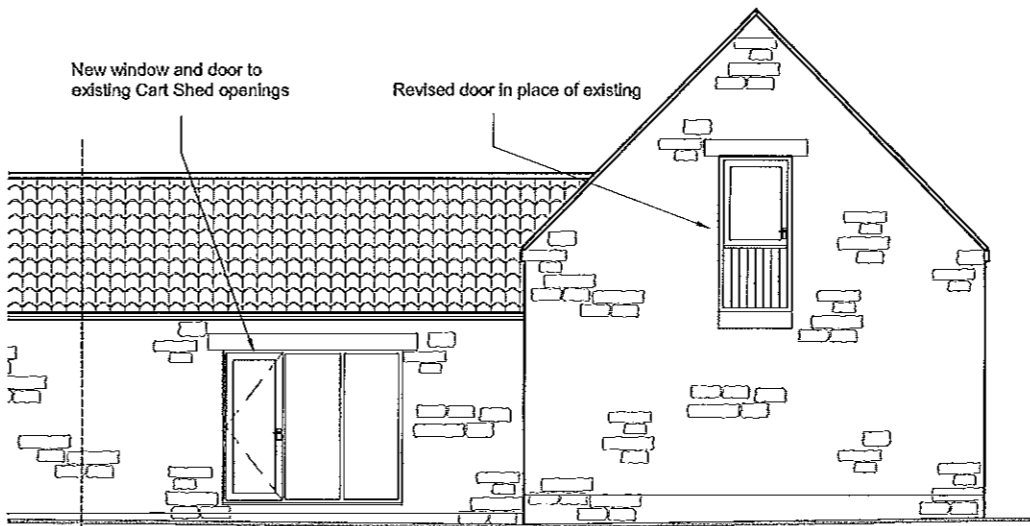 New window and door to
existing Cart Shed openings
Revised door in place of existing